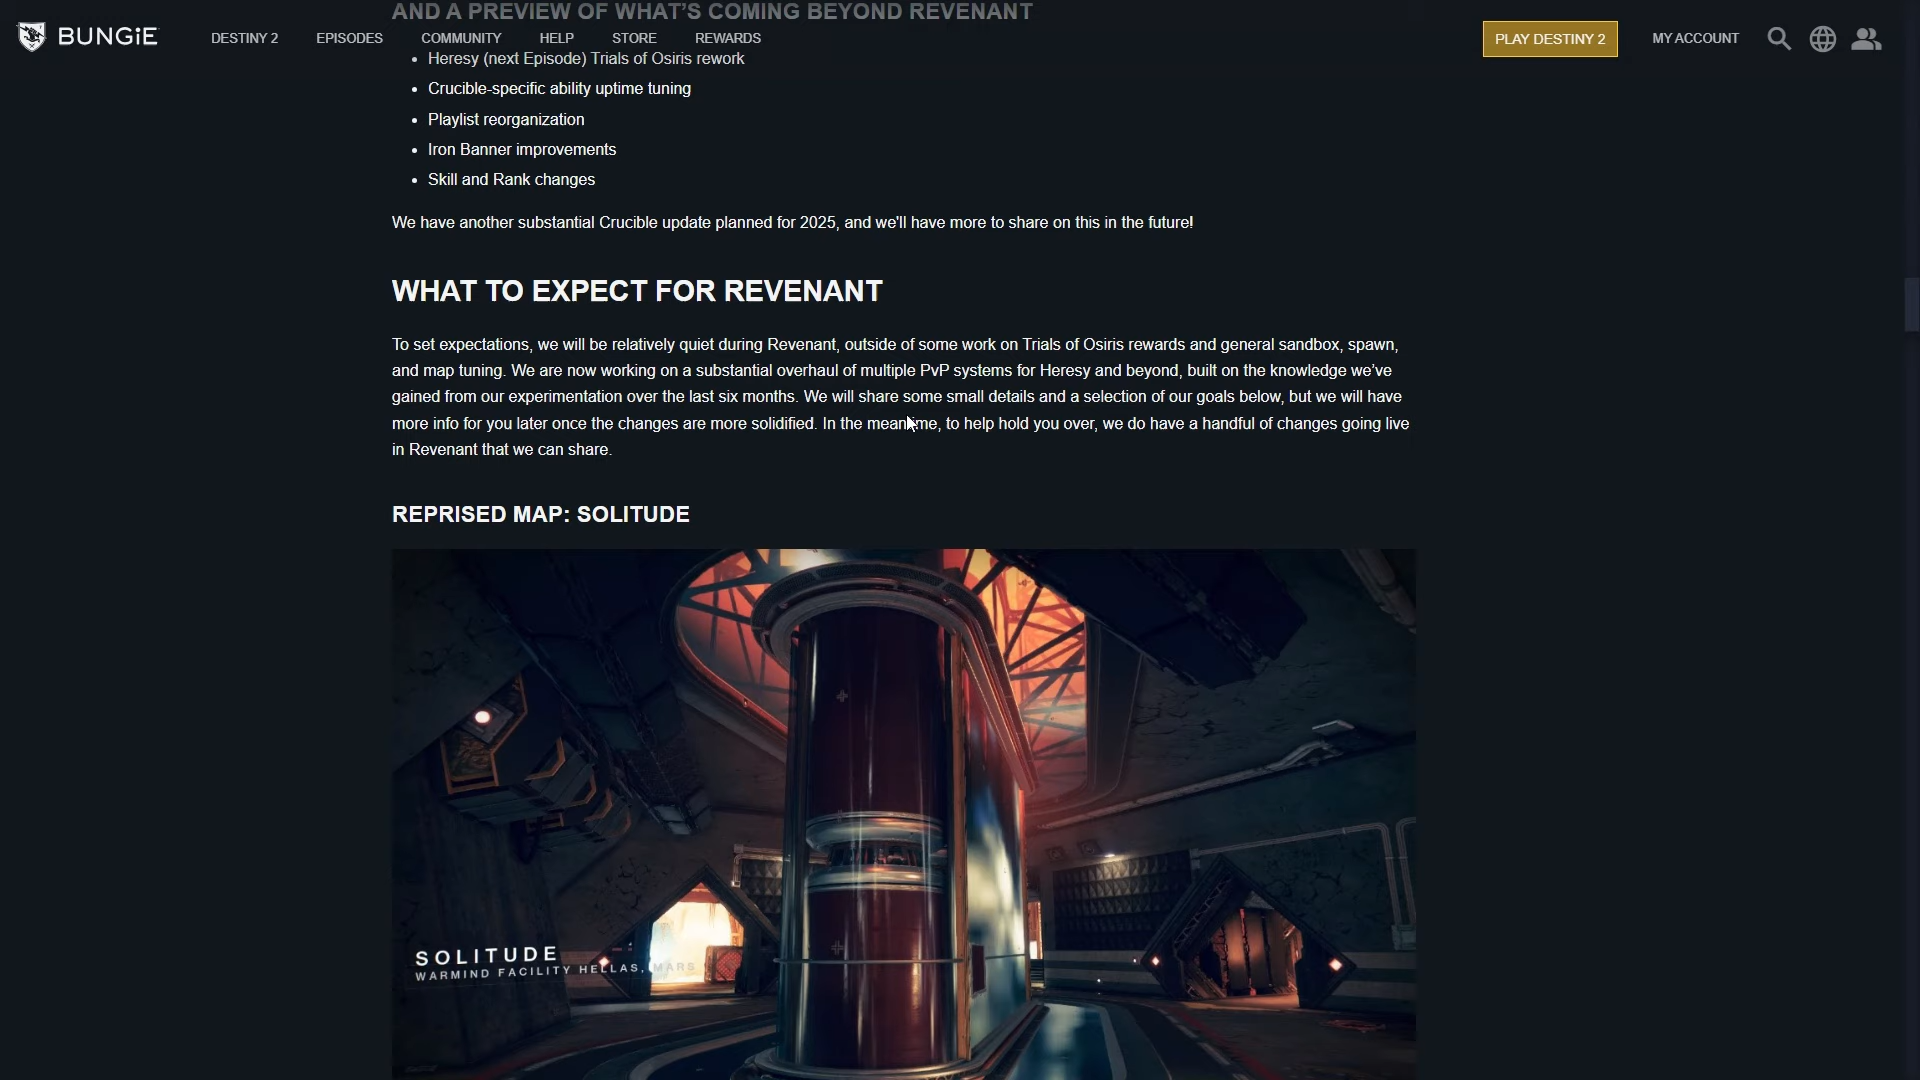 AND A PREVIEW OF WHAT'S COMING BEYOND REVENANT
BUNGiE
DESTINY 2
EPISODES
COMMUNITY
HELP
STORE
REWARDS
PLAY DESTINY 2
MY ACCOUNT
• Heresy (next Episode) Trials of Osiris rework
• Crucible-specific ability uptime tuning
• Playlist reorganization
• Iron Banner improvements
• Skill and Rank changes
We have another substantial Crucible update planned for 2025, and we'll have more to share on this in the future!
WHAT TO EXPECT FOR REVENANT
To set expectations, we will be relatively quiet during Revenant, outside of some work on Trials of Osiris rewards and general sandbox, spawn,
and map tuning. We are now working on a substantial overhaul of multiple PvP systems for Heresy and beyond, built on the knowledge we've
gained from our experimentation over the last six months. We will share some small details and a selection of our goals below, but we will have
more info for you later once the changes are more solidified. In the meantime, to help hold you over, we do have a handful of changes going live
in Revenant that we can share.
REPRISED MAP: SOLITUDE
SOLITUDE
WARMIND FACILITY HELLAS, MARS